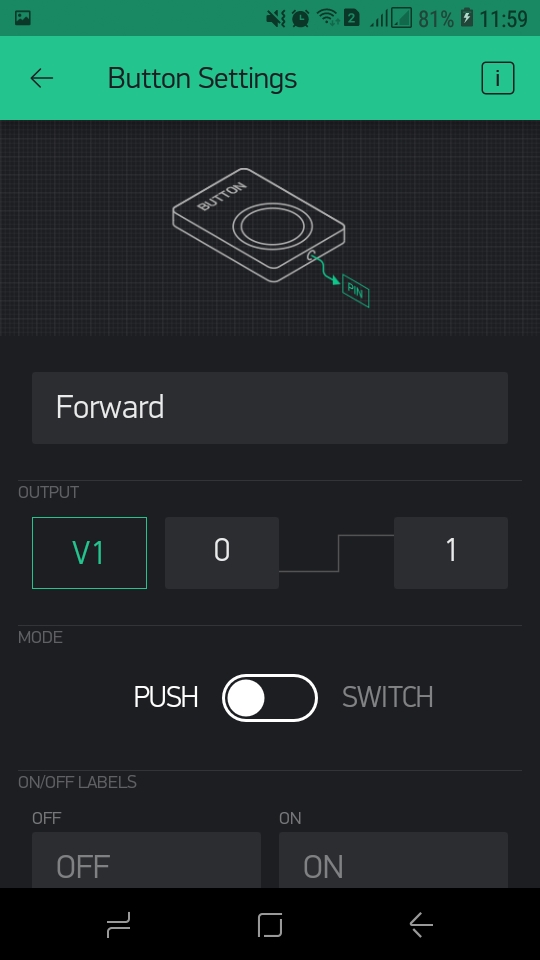 2 81% 11:59
Button Settings
i
BUTTON
PIN
Forward
OUTPUT
V1 0 1
MODE
PUSH SWITCH
ON/OFF LABELS
OFF ON
OFF ON